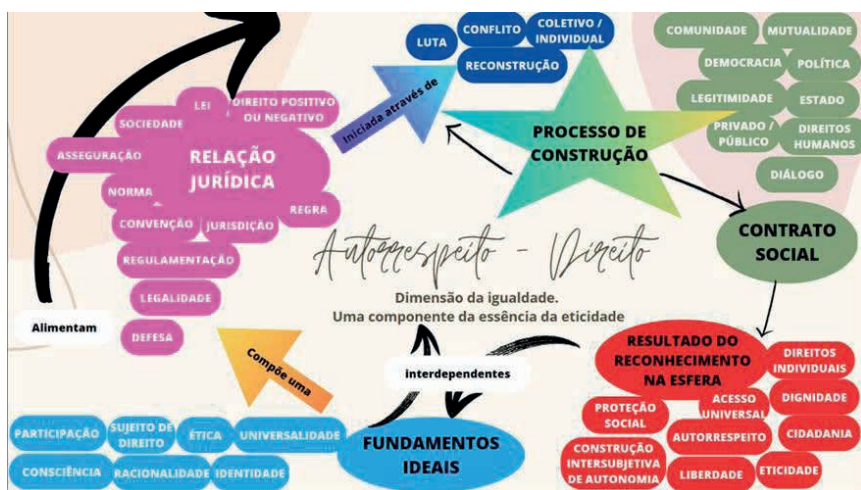 LUTA
CONFLITO
COLETIVO /
INDIVIDUAL
RECONSTRUÇÃO
COMUNIDADE
MUTUALIDADE
DEMOCRACIA
POLÍTICA
LEGITIMIDADE
ESTADO
PRIVADO /
PÚBLICO
DIREITOS
HUMANOS
DIÁLOGO
LEI
DIREITO POSITIVO
OU NEGATIVO
SOCIEDADE
ASSEGURAÇÃO
RELAÇÃO
JURÍDICA
NORMA
REGRA
CONVENÇÃO
JURISDIÇÃO
REGULAMENTAÇÃO
LEGALIDADE
DEFESA
Iniciada através de
PROCESSO DE
CONSTRUÇÃO
CONTRATO
SOCIAL
Autorrespeito - Direito
Dimensão da igualdade.
Uma componente da essência da eticidade
Alimentam
Compõe uma
interdependentes
RESULTADO DO
RECONHECIMENTO
NA ESFERA
DIREITOS
INDIVIDUAIS
PROTEÇÃO
SOCIAL
ACESSO
UNIVERSAL
DIGNIDADE
AUTORRESPEITO
CIDADANIA
CONSTRUÇÃO
INTERSUBJETIVA
DE AUTONOMIA
LIBERDADE
ETICIDADE
PARTICIPAÇÃO
SUJEITO DE
DIREITO
ÉTICA
UNIVERSALIDADE
CONSCIÊNCIA
RACIONALIDADE
IDENTIDADE
FUNDAMENTOS
IDEAIS